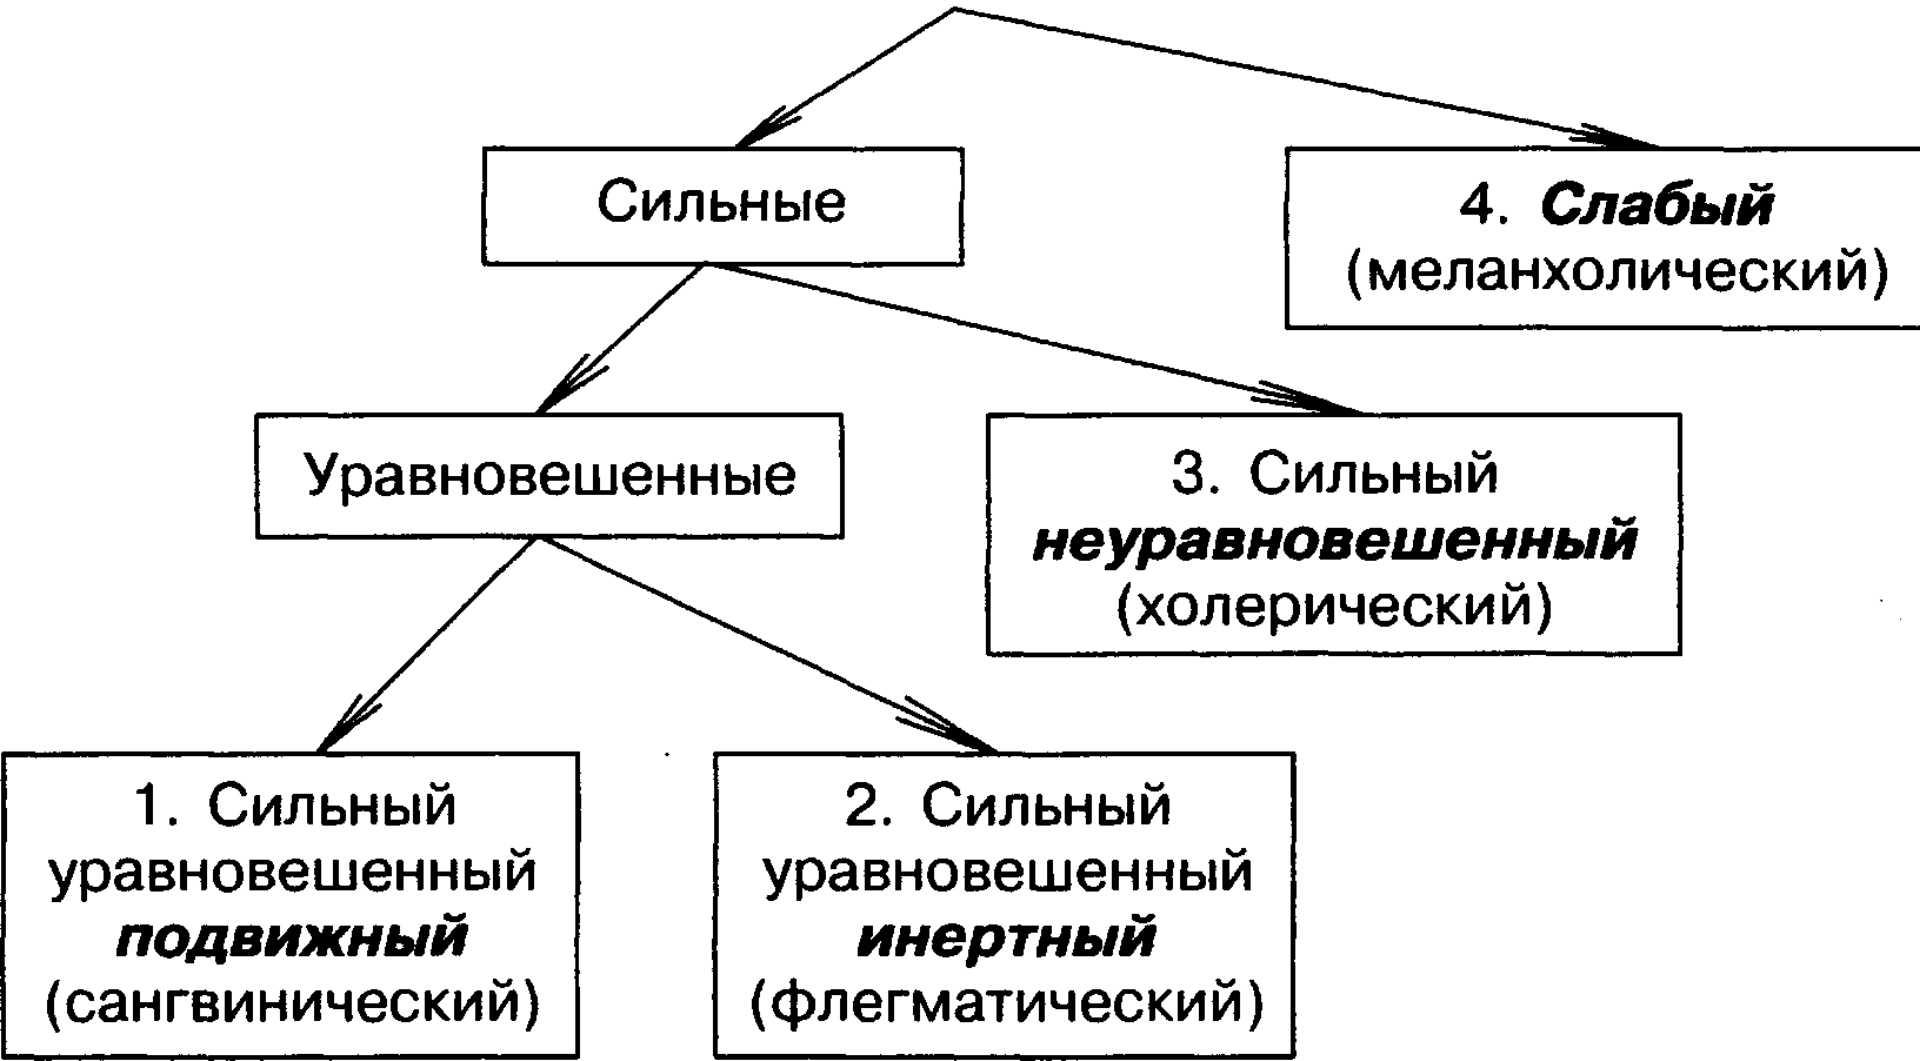 Сильные
4. Слабый
(меланхолический)
Уравновешенные
3. Сильный
неуравновешенный
(холерический)
1. Сильный
уравновешенный
подвижный
(сангвинический)
2. Сильный
уравновешенный
инертный
(флегматический)